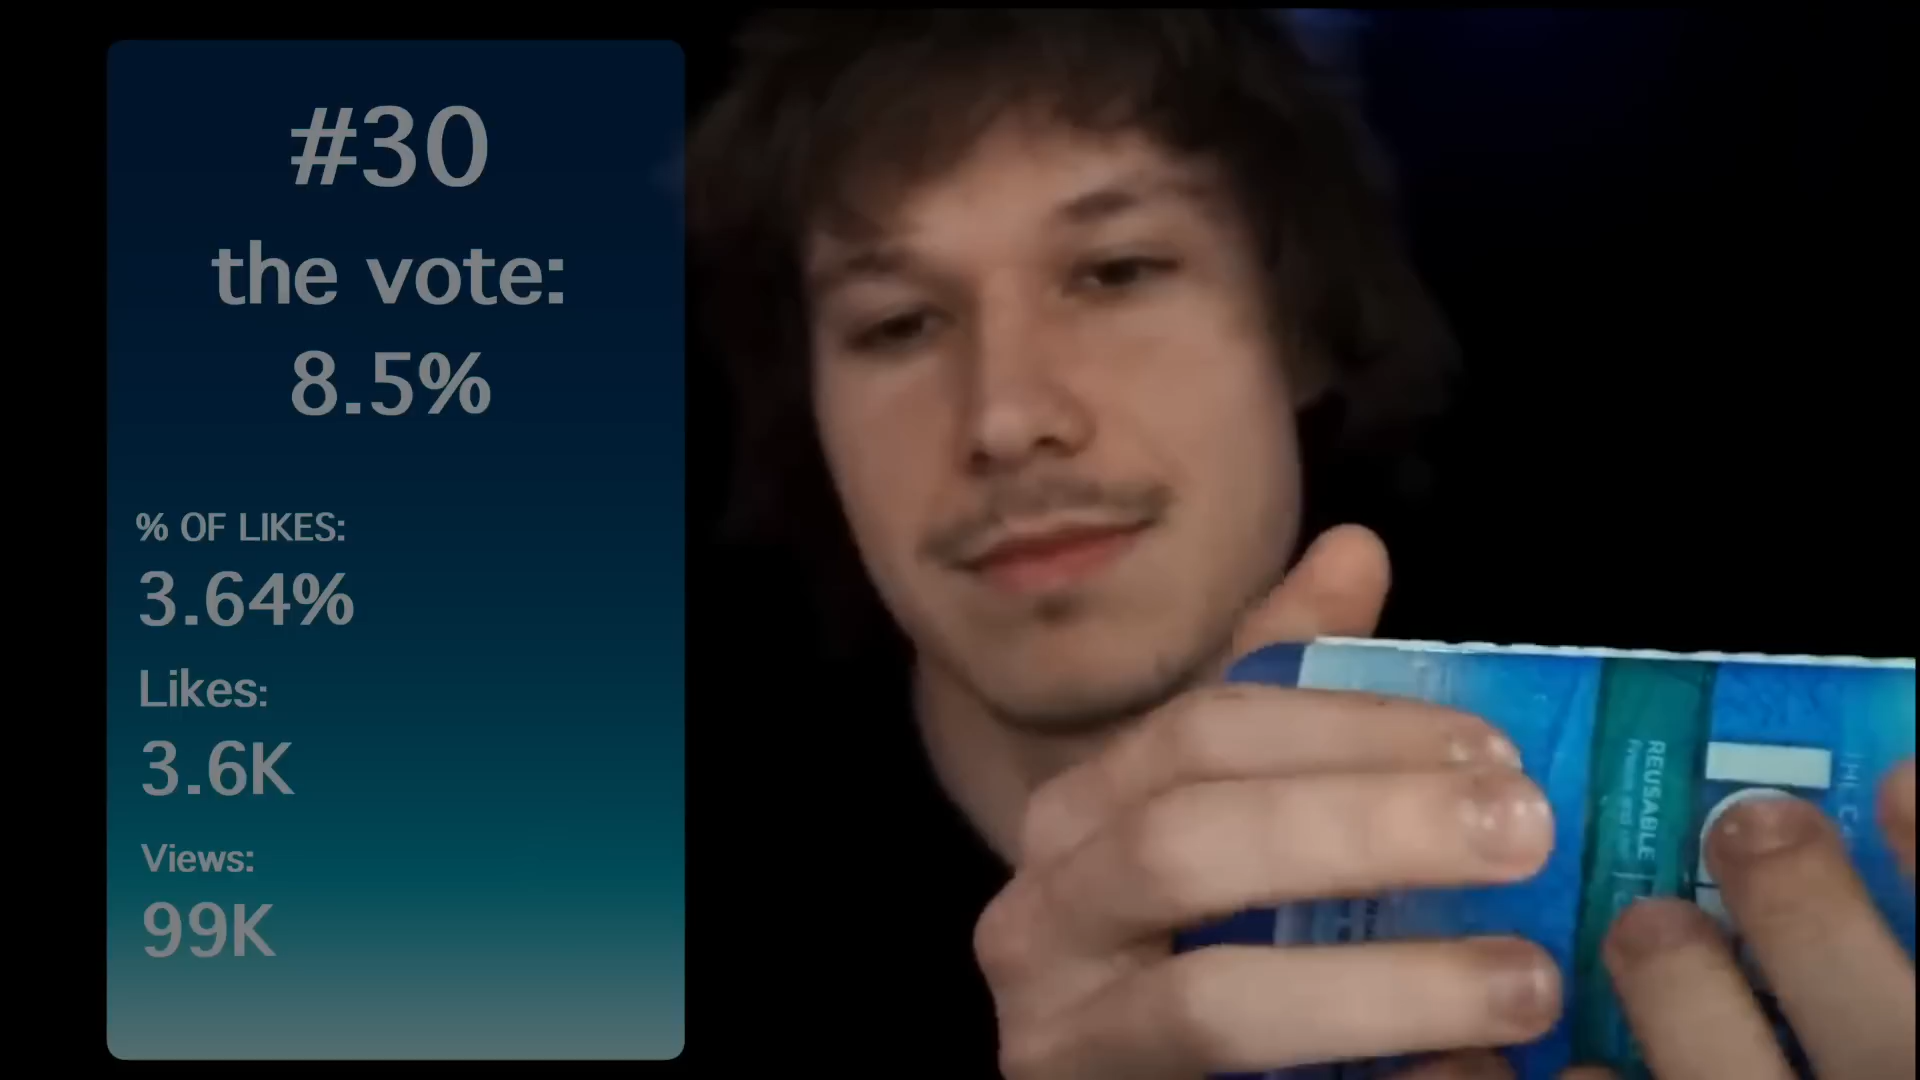 #30
the vote:
8.5%
% OF LIKES:
3.64%
Likes:
3.6K
Views:
99K
REUSABLE